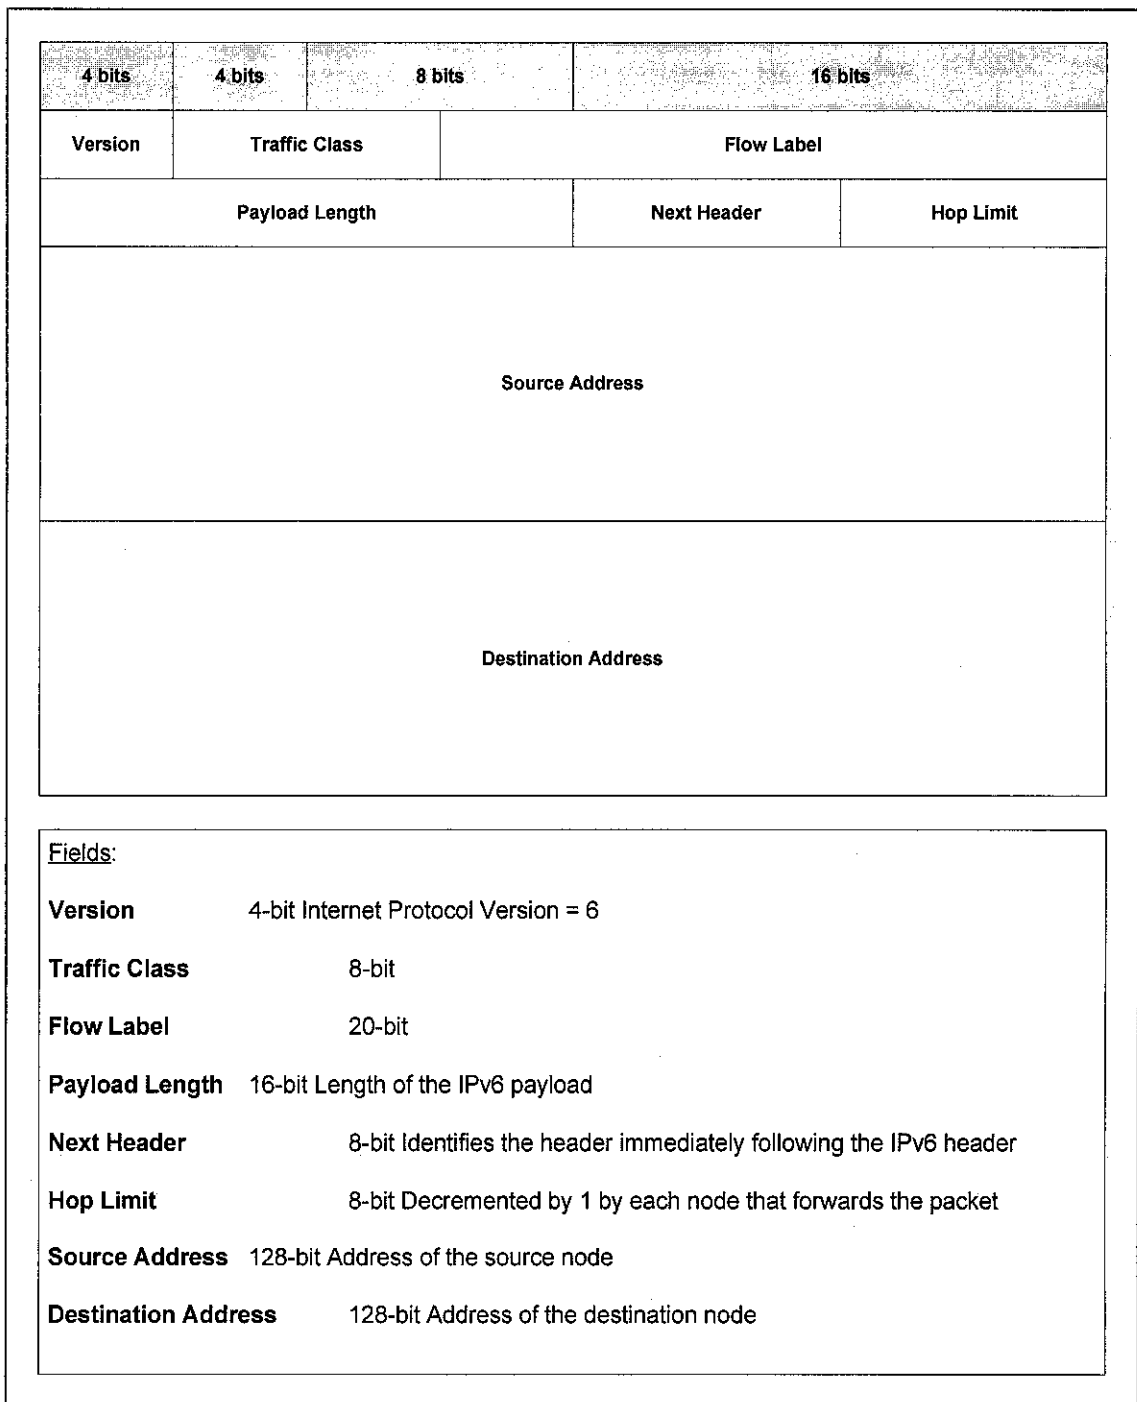 4 bits 4 bits 8 bits 16 bits
Version Traffic Class Flow Label
Payload Length Next Header Hop Limit
Source Address
Destination Address
Fields:
Version 4-bit Internet Protocol Version = 6
Traffic Class 8-bit
Flow Label 20-bit
Payload Length 16-bit Length of the IPv6 payload
Next Header 8-bit Identifies the header immediately following the IPv6 header
Hop Limit 8-bit Decremented by 1 by each node that forwards the packet
Source Address 128-bit Address of the source node
Destination Address 128-bit Address of the destination node